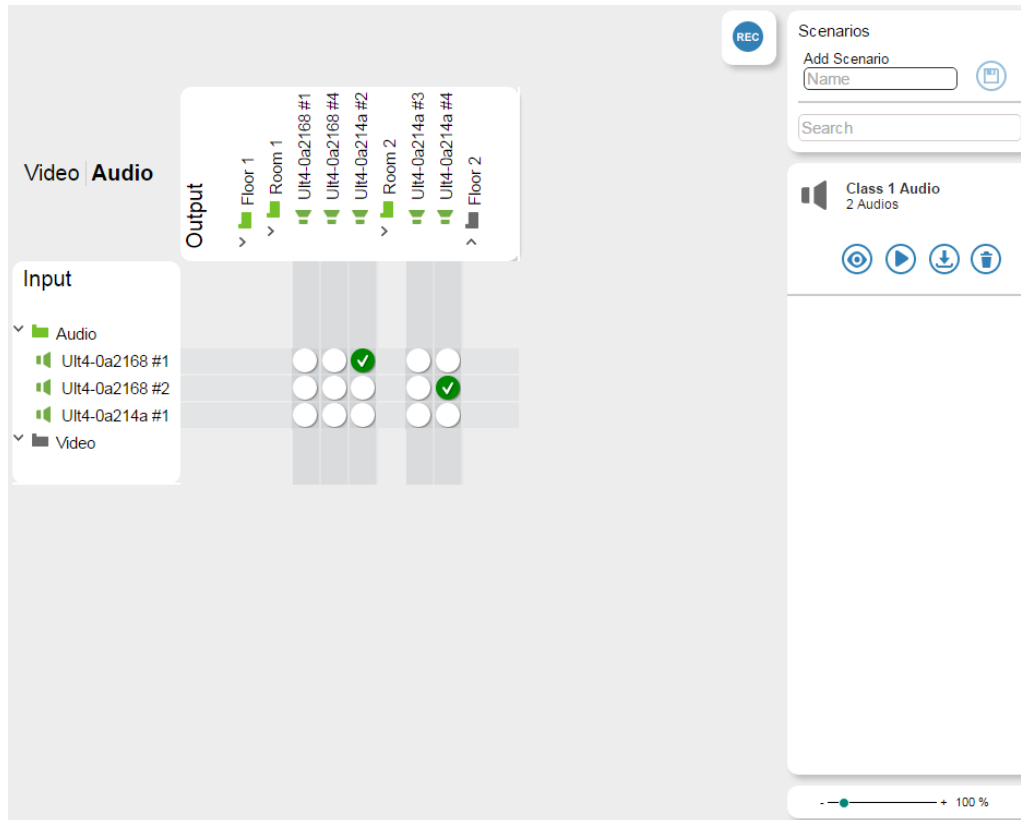 REC
Scenarios
Add Scenario
Name
Search
Video Audio
Output
Floor 1
Room 1
Ult4-0a2168 #1
Ult4-0a2168 #4
Ult4-0a214a #2
Room 2
Ult4-0a214a #3
Ult4-0a214a #4
Floor 2
Class 1 Audio
2 Audios
Input
Audio
Ult4-0a2168 #1
Ult4-0a2168 #2
Ult4-0a214a #1
Video
- + 100 %